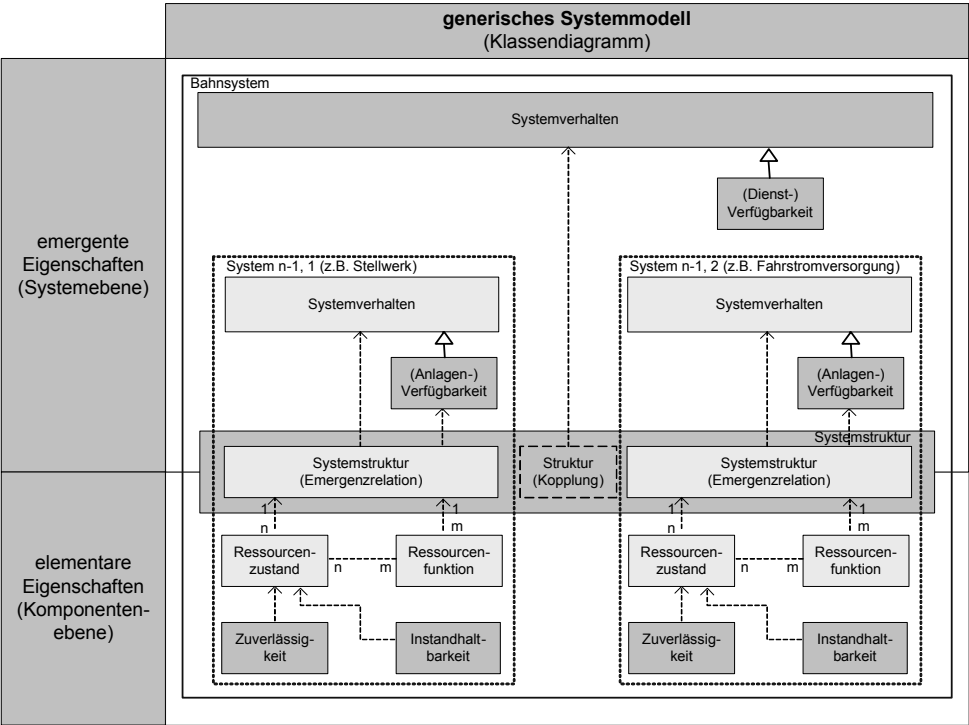 generisches Systemmodell
(Klassendiagramm)
emergente
Eigenschaften
(Systemebene)
Bahnsystem
Systemverhalten
(Dienst-)
Verfügbarkeit
System n-1, 1 (z.B. Stellwerk)
Systemverhalten
(Anlagen-)
Verfügbarkeit
System n-1, 2 (z.B. Fahrstromversorgung)
Systemverhalten
(Anlagen-)
Verfügbarkeit
Systemstruktur
Systemstruktur
(Emergenzrelation)
Struktur
(Kopplung)
Systemstruktur
(Emergenzrelation)
elementare
Eigenschaften
(Komponenten-
ebene)
1
n
1
m
Ressourcen-
zustand
n
m
Ressourcen-
funktion
Zuverlässig-
keit
Instandhalt-
barkeit
1
n
1
m
Ressourcen-
zustand
n
m
Ressourcen-
funktion
Zuverlässig-
keit
Instandhalt-
barkeit